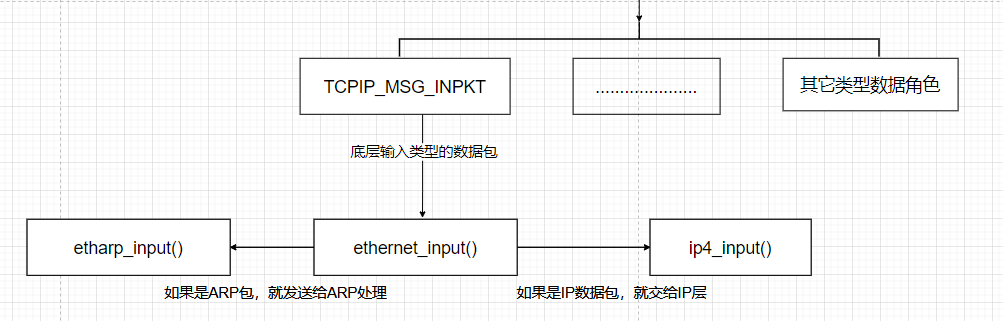 TCPIP_MSG_INPKT
.....................
其它类型数据角色
底层输入类型的数据包
etharp_input()
ethernet_input()
ip4_input()
如果是ARP包，就发送给ARP处理
如果是IP数据包，就交给IP层